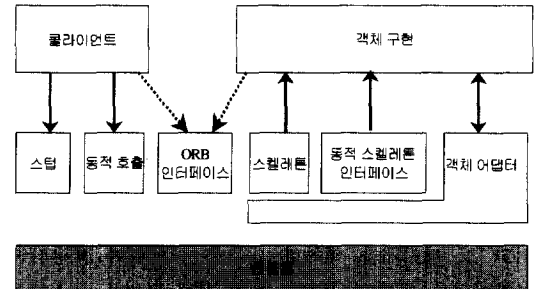 클라이언트
객체 구현
스텁
동적 호출
ORB
인터페이스
스켈레톤
동적 스켈레톤
인터페이스
객체 어댑터